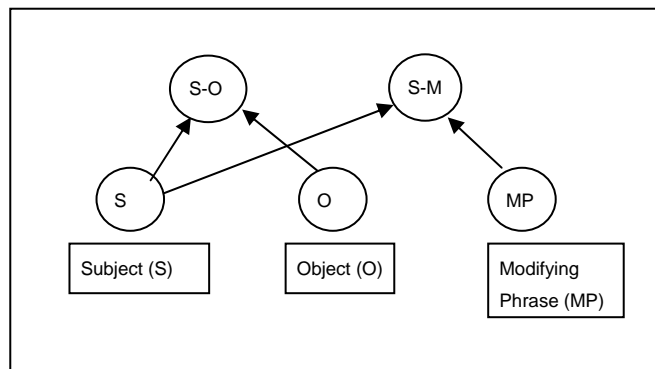 S-O
S-M
S
O
MP
Subject (S)
Object (O)
Modifying
Phrase (MP)